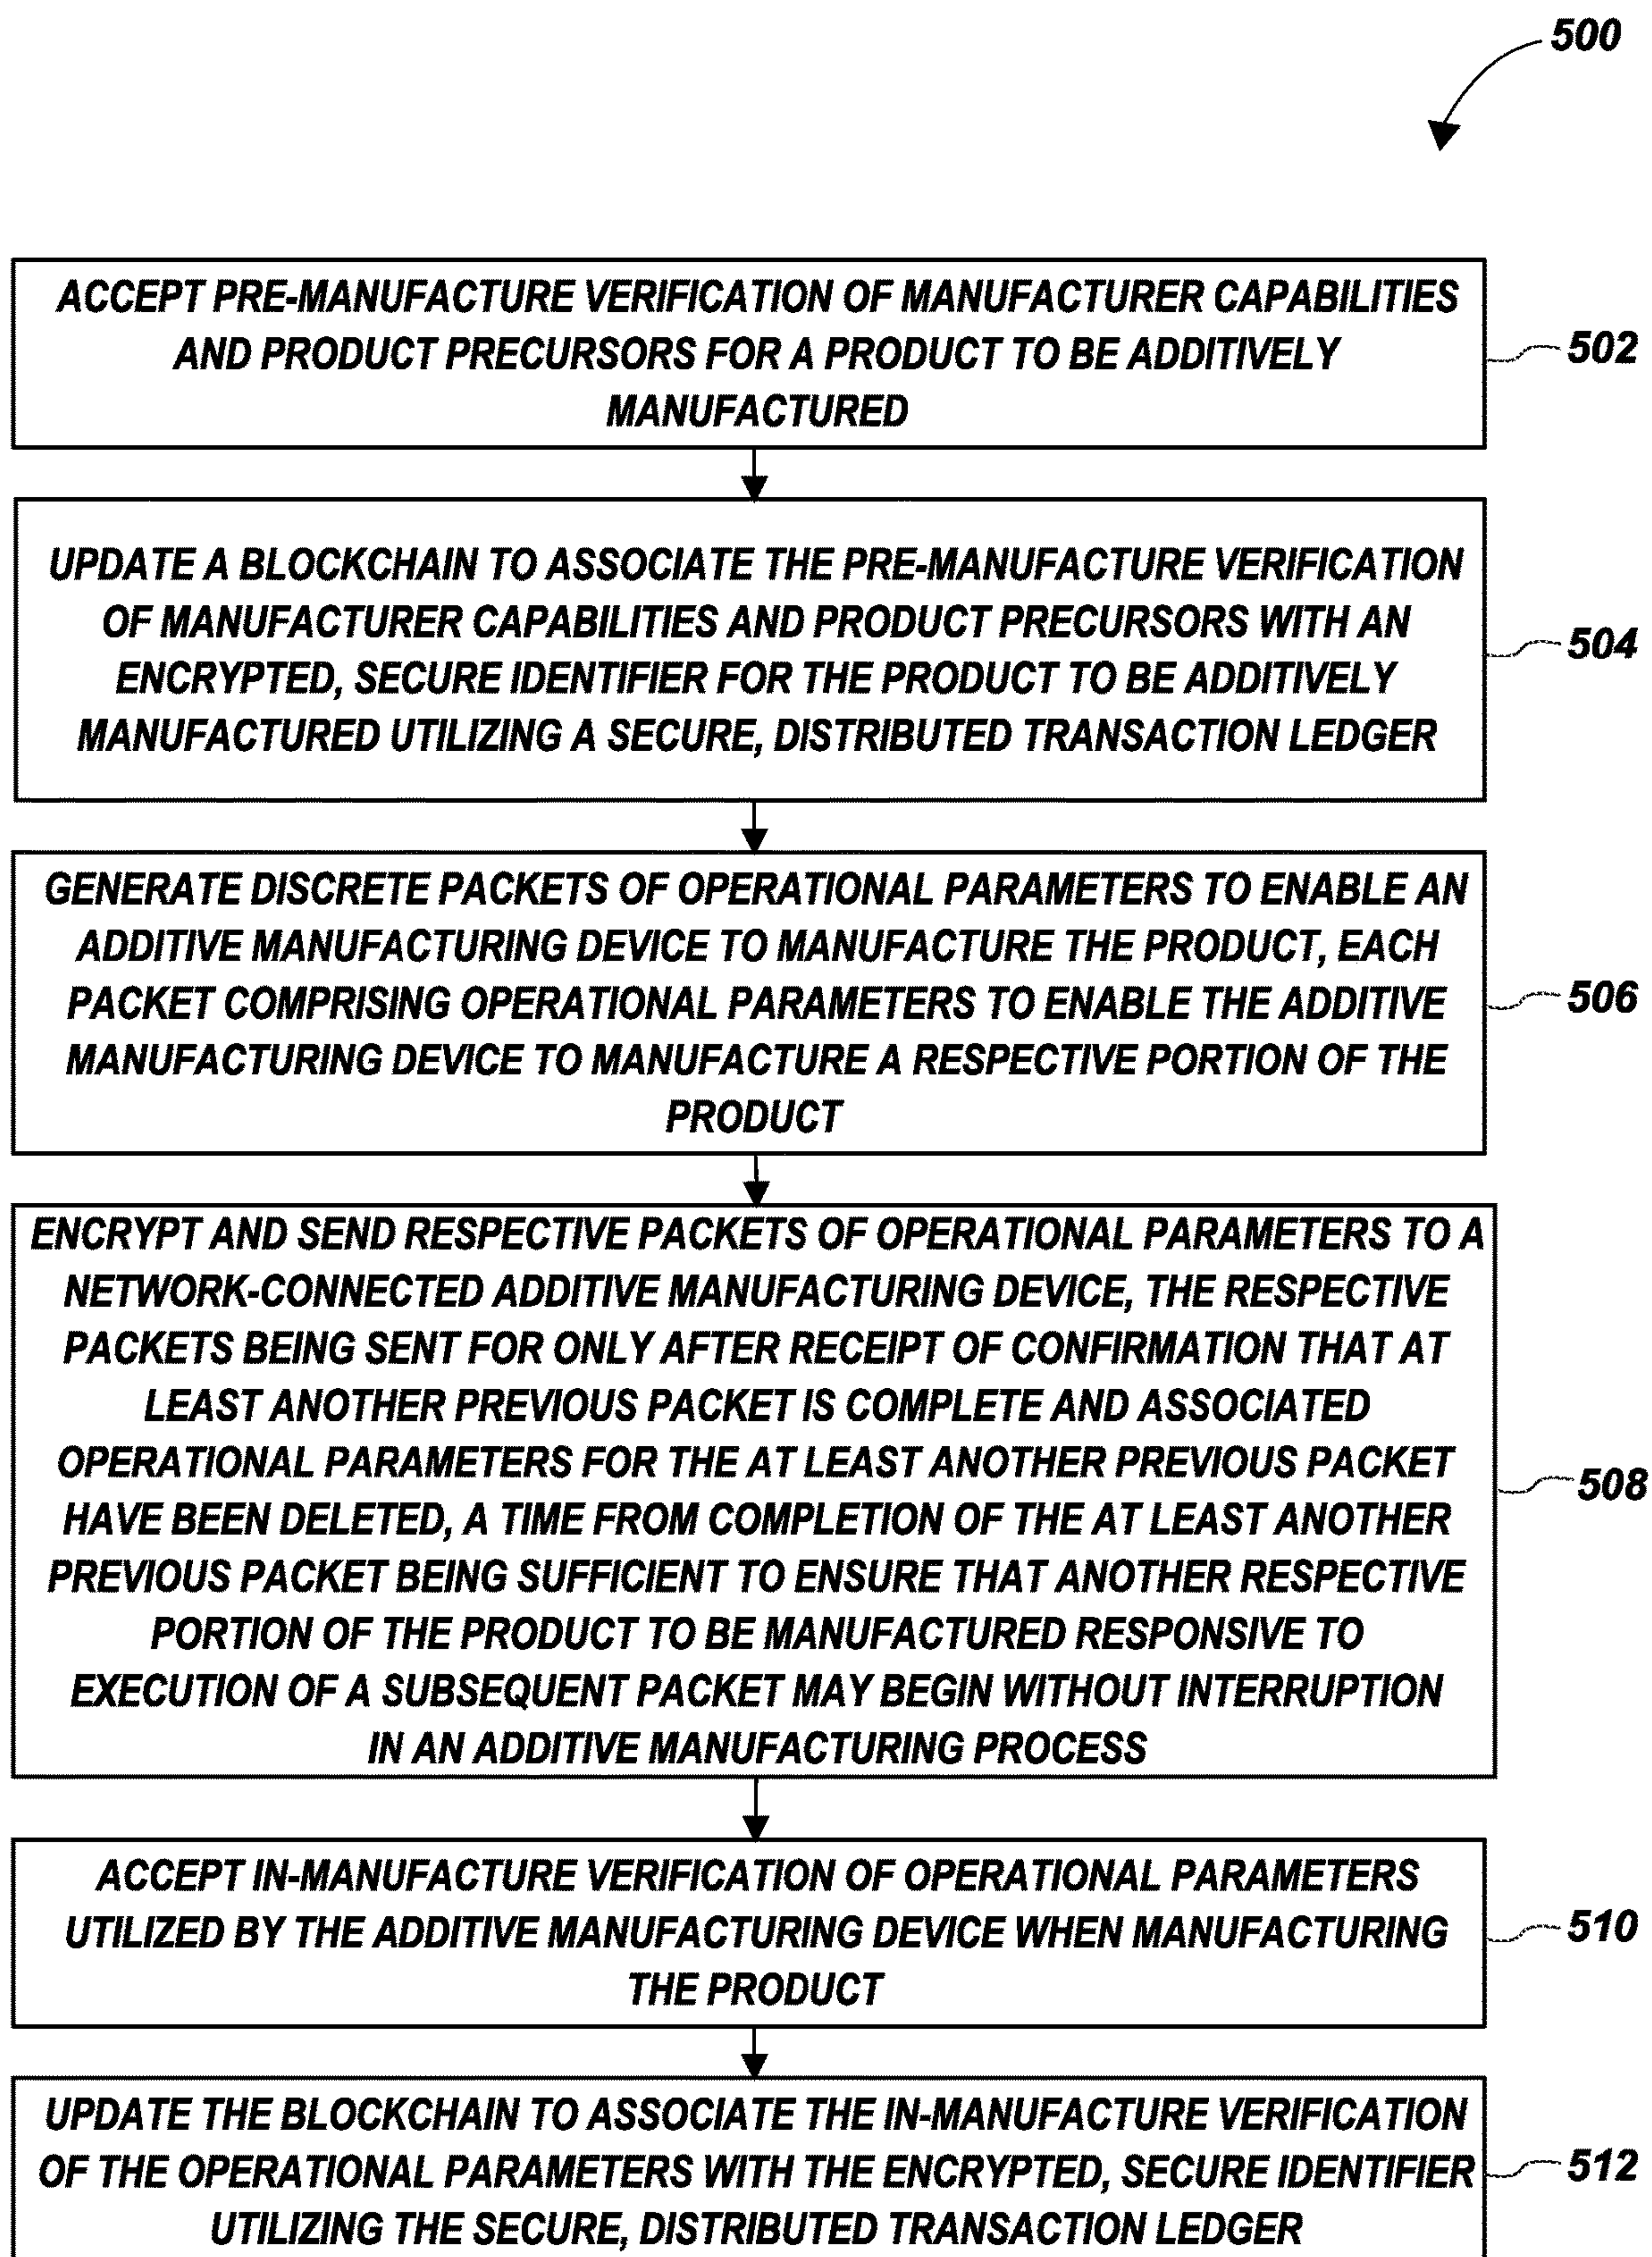 500
ACCEPT PRE-MANUFACTURE VERIFICATION OF MANUFACTURER CAPABILITIES
AND PRODUCT PRECURSORS FOR A PRODUCT TO BE ADDITIVELY
MANUFACTURED
502
UPDATE A BLOCKCHAIN TO ASSOCIATE THE PRE-MANUFACTURE VERIFICATION
OF MANUFACTURER CAPABILITIES AND PRODUCT PRECURSORS WITH AN
ENCRYPTED, SECURE IDENTIFIER FOR THE PRODUCT TO BE ADDITIVELY
MANUFACTURED UTILIZING A SECURE, DISTRIBUTED TRANSACTION LEDGER
504
GENERATE DISCRETE PACKETS OF OPERATIONAL PARAMETERS TO ENABLE AN
ADDITIVE MANUFACTURING DEVICE TO MANUFACTURE THE PRODUCT, EACH
PACKET COMPRISING OPERATIONAL PARAMETERS TO ENABLE THE ADDITIVE
MANUFACTURING DEVICE TO MANUFACTURE A RESPECTIVE PORTION OF THE
PRODUCT
506
ENCRYPT AND SEND RESPECTIVE PACKETS OF OPERATIONAL PARAMETERS TO A
NETWORK-CONNECTED ADDITIVE MANUFACTURING DEVICE, THE RESPECTIVE
PACKETS BEING SENT FOR ONLY AFTER RECEIPT OF CONFIRMATION THAT AT
LEAST ANOTHER PREVIOUS PACKET IS COMPLETE AND ASSOCIATED
OPERATIONAL PARAMETERS FOR THE AT LEAST ANOTHER PREVIOUS PACKET
HAVE BEEN DELETED, A TIME FROM COMPLETION OF THE AT LEAST ANOTHER
PREVIOUS PACKET BEING SUFFICIENT TO ENSURE THAT ANOTHER RESPECTIVE
PORTION OF THE PRODUCT TO BE MANUFACTURED RESPONSIVE TO
EXECUTION OF A SUBSEQUENT PACKET MAY BEGIN WITHOUT INTERRUPTION
IN AN ADDITIVE MANUFACTURING PROCESS
508
ACCEPT IN-MANUFACTURE VERIFICATION OF OPERATIONAL PARAMETERS
UTILIZED BY THE ADDITIVE MANUFACTURING DEVICE WHEN MANUFACTURING
THE PRODUCT
510
UPDATE THE BLOCKCHAIN TO ASSOCIATE THE IN-MANUFACTURE VERIFICATION
OF THE OPERATIONAL PARAMETERS WITH THE ENCRYPTED, SECURE IDENTIFIER
UTILIZING THE SECURE, DISTRIBUTED TRANSACTION LEDGER
512